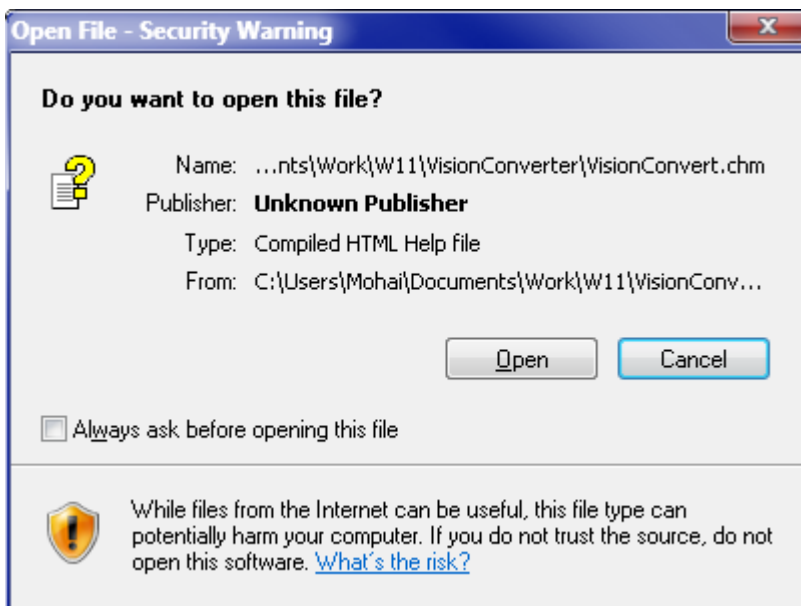 Open File - Security Warning
Do you want to open this file?
Name: ...nts\Work\W11\VisionConverter\VisionConvert.chm
Publisher: Unknown Publisher
Type: Compiled HTML Help file
From: C:\Users\Mohai\Documents\Work\W11\VisionConv...
Open Cancel
Always ask before opening this file
While files from the Internet can be useful, this file type can
potentially harm your computer. If you do not trust the source, do not
open this software. What's the risk?